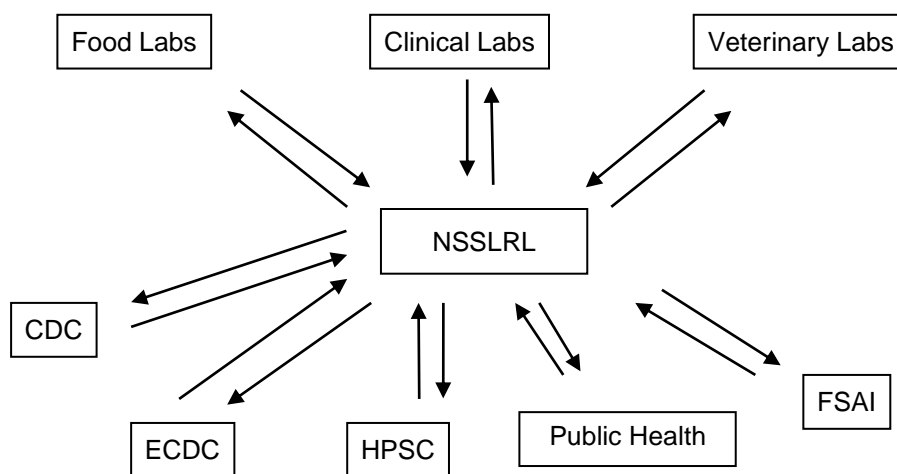 Food Labs
Clinical Labs
Veterinary Labs
NSSLRL
CDC
FSAI
ECDC
HPSC
Public Health